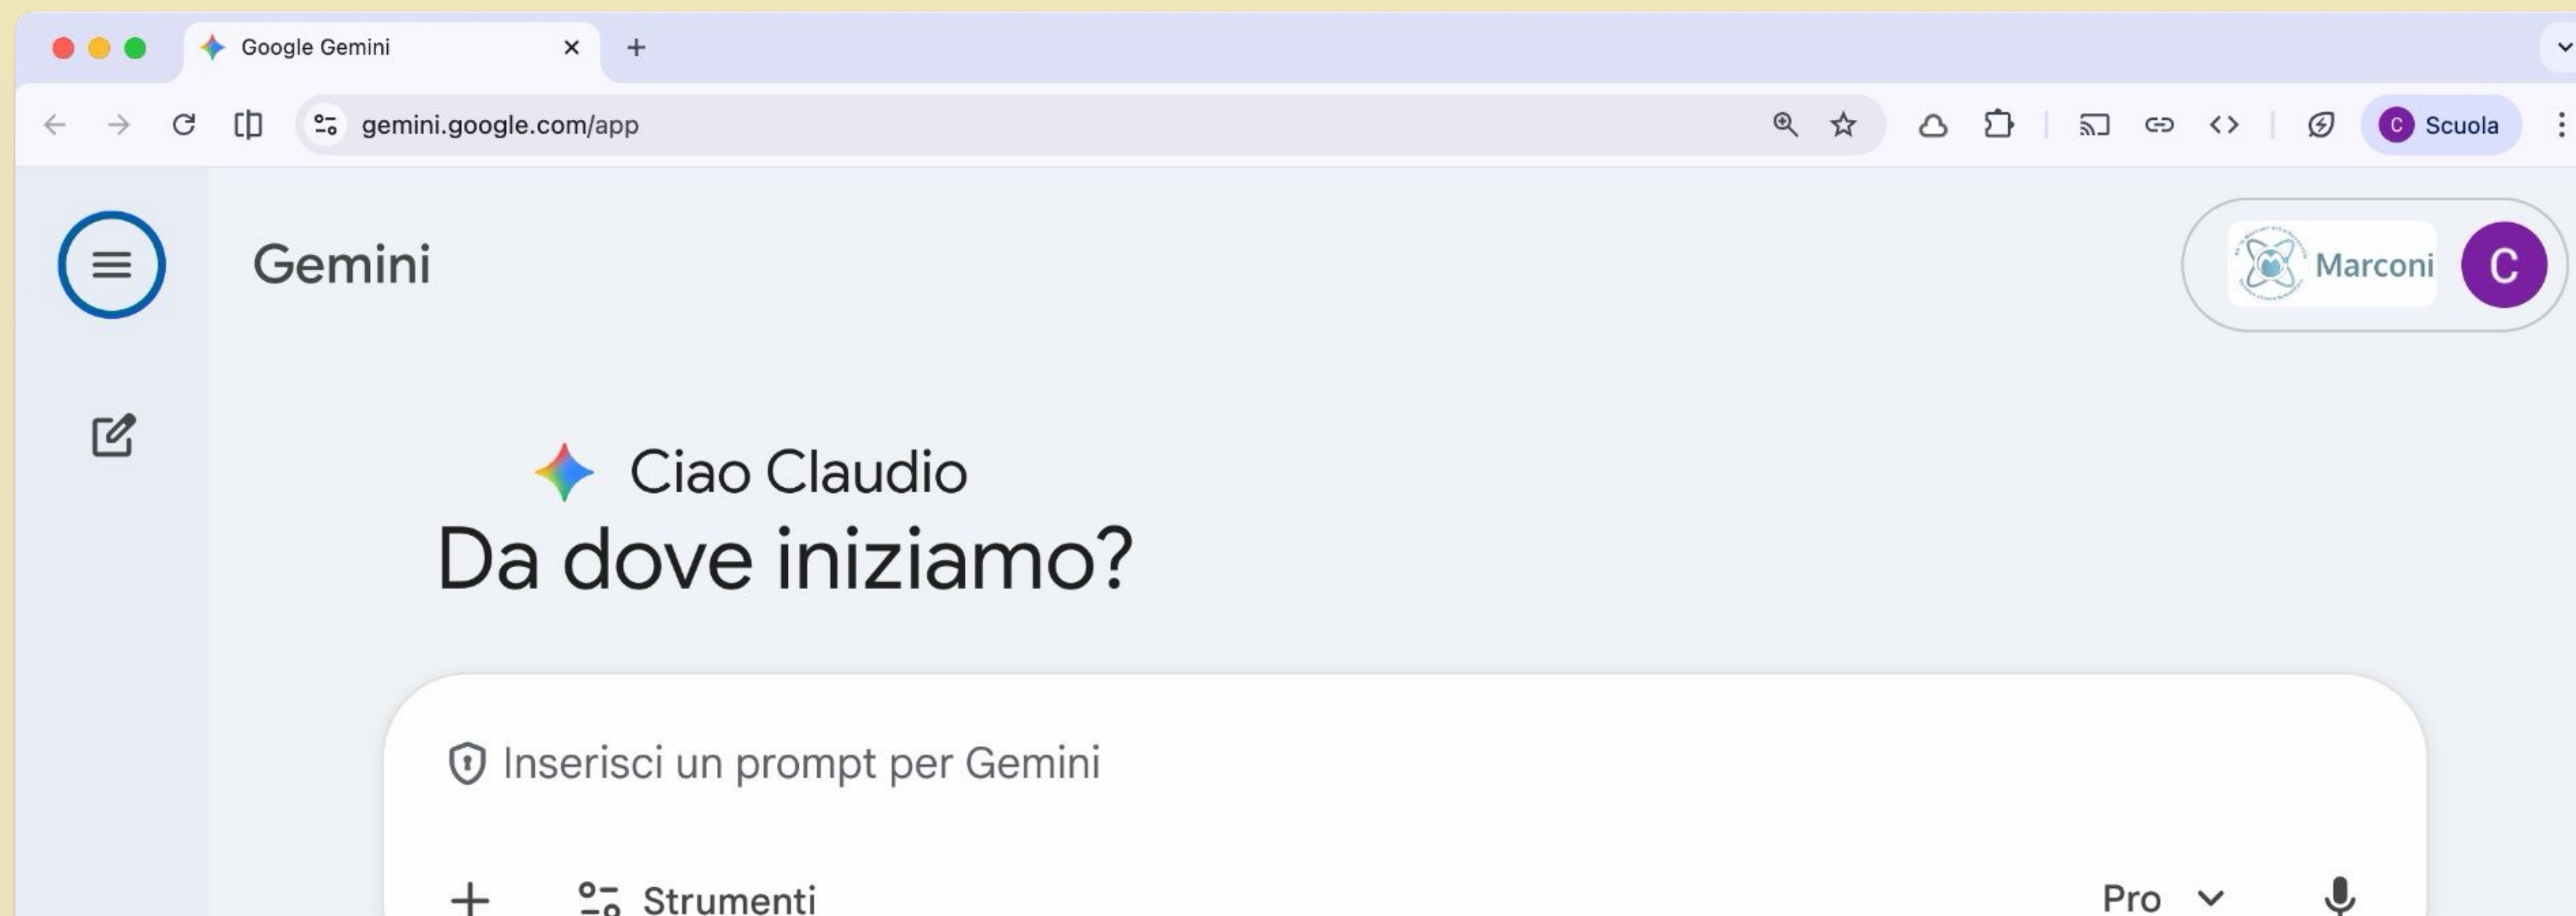 Google Gemini
gemini.google.com/app
C Scuola
Gemini
Marconi C
Ciao Claudio
Da dove iniziamo?
Inserisci un prompt per Gemini
Strumenti
Pro